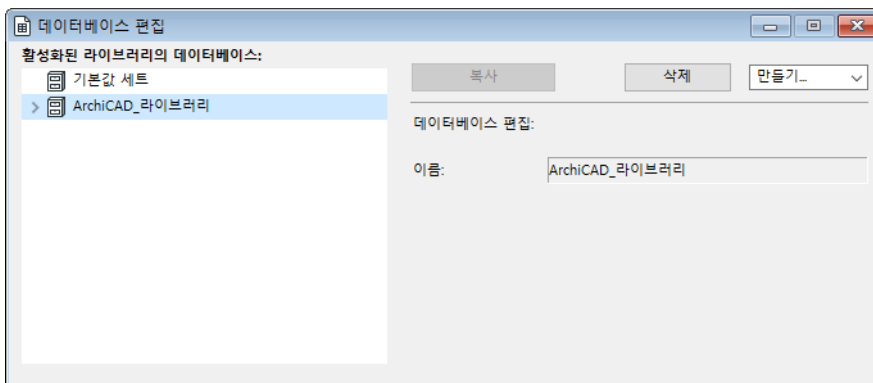 데이터베이스 편집
활성화된 라이브러리의 데이터베이스:
기본값 세트
ArchiCAD_라이브러리
복사
삭제
만들기...
데이터베이스 편집:
이름:
ArchiCAD_라이브러리